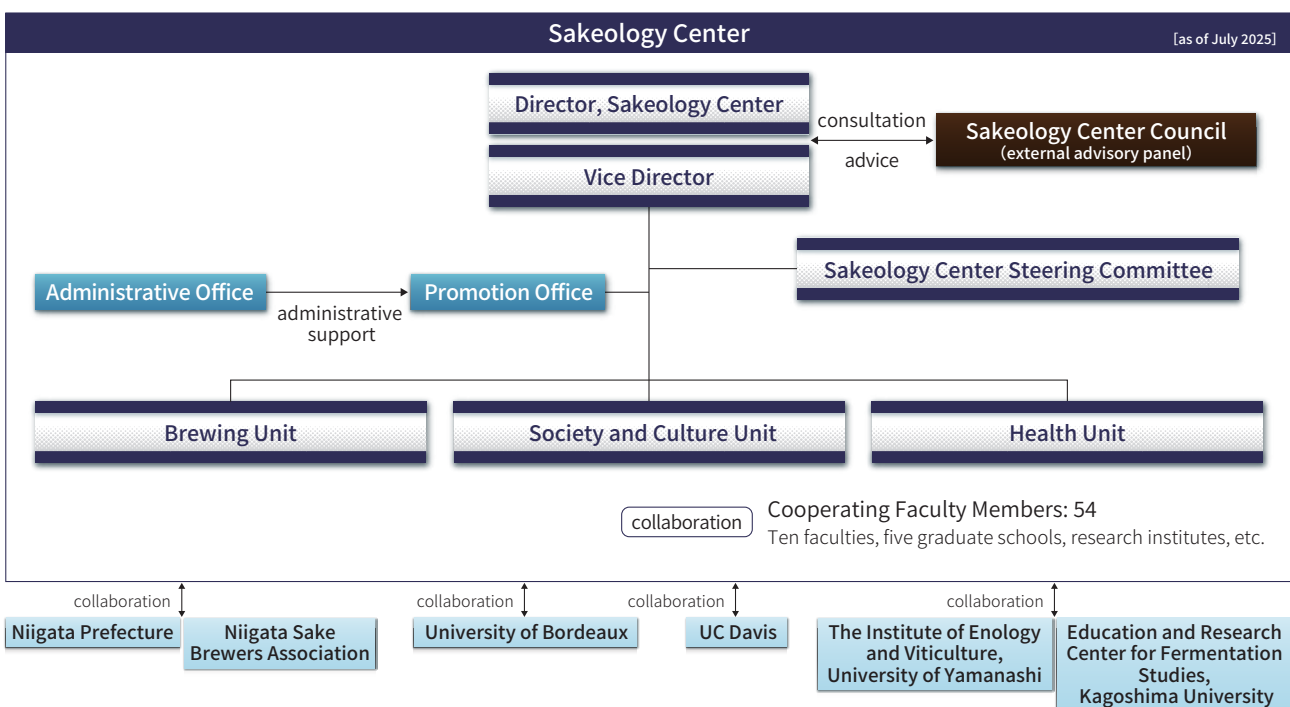 Sakeology Center
[as of July 2025]
Director, Sakeology Center
Vice Director
consultation
advice
Sakeology Center Council
(external advisory panel)
Sakeology Center Steering Committee
Administrative Office
administrative
support
Promotion Office
Brewing Unit
Society and Culture Unit
Health Unit
collaboration
Cooperating Faculty Members: 54
Ten faculties, five graduate schools, research institutes, etc.
collaboration
Niigata Prefecture
Niigata Sake
Brewers Association
collaboration
University of Bordeaux
collaboration
UC Davis
collaboration
The Institute of Enology
and Viticulture,
University of Yamanashi
Education and Research
Center for Fermentation
Studies,
Kagoshima University